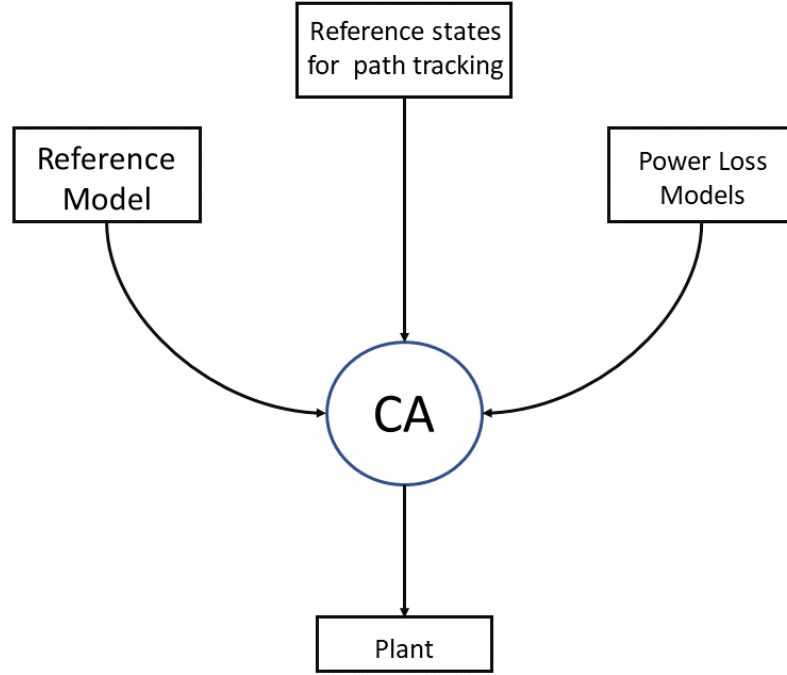 Reference states
for path tracking
Reference
Model
Power Loss
Models
CA
Plant